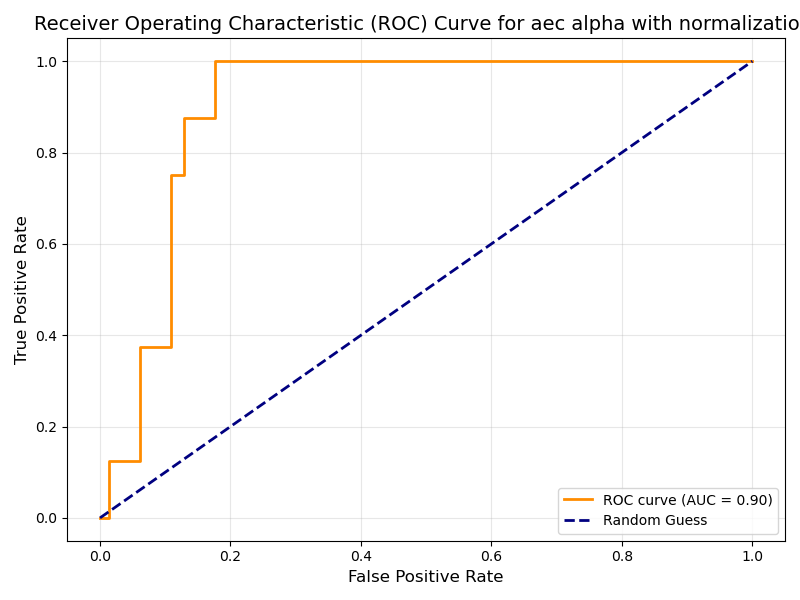 Receiver Operating Characteristic (ROC) Curve for aec alpha with normalizatio
1.0
0.8
0.6
0.4
0.2
0.0
True Positive Rate
0.0 0.2 0.4 0.6 0.8 1.0
False Positive Rate
ROC curve (AUC = 0.90)
Random Guess